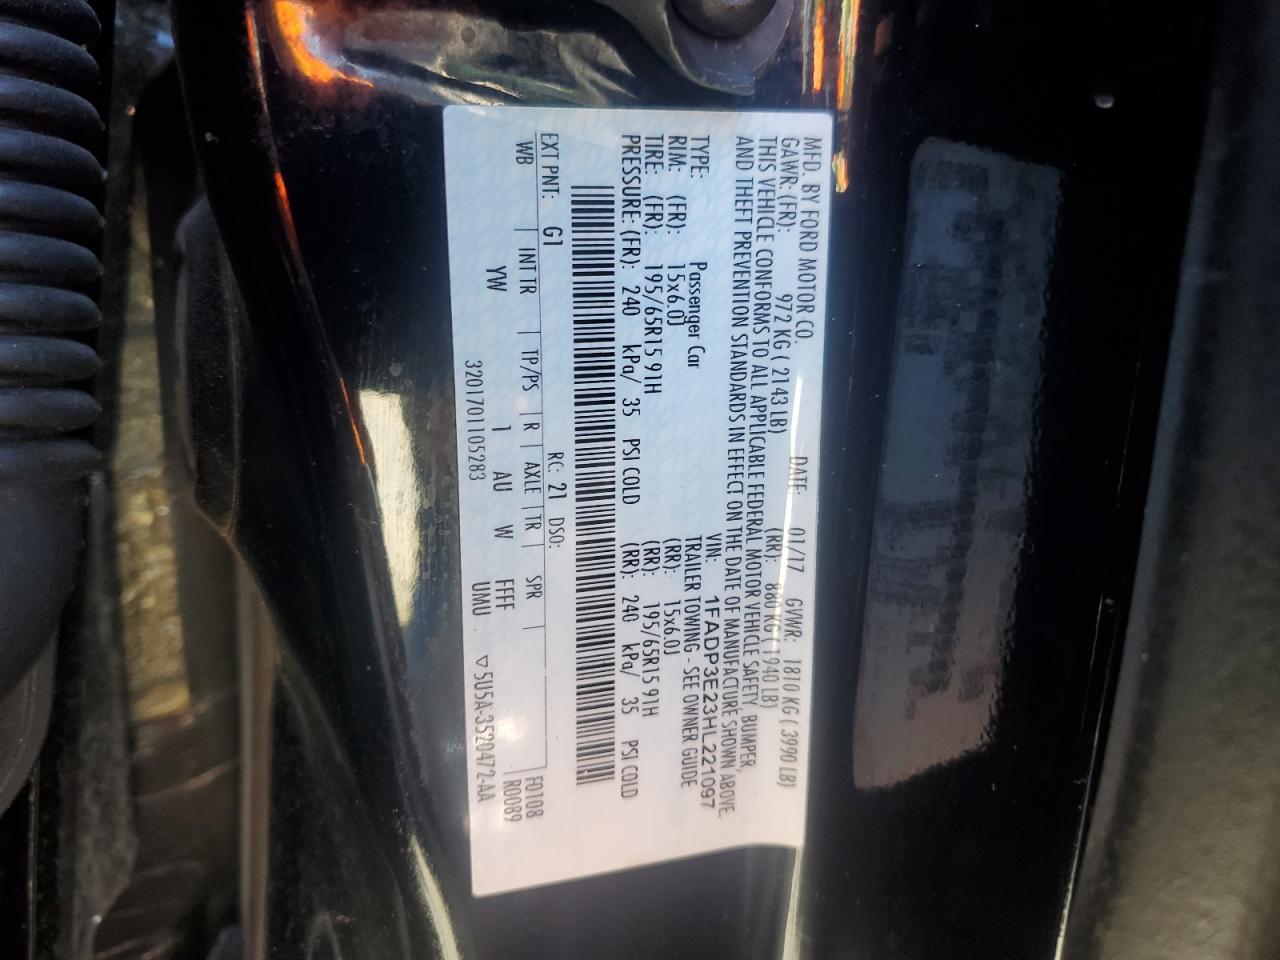 MFD. BY FORD MOTOR CO. DATE: 01/17 GVWR: 1810 KG ( 3990 LB)
GAWR: (FR): 972 KG ( 2143 LB) (RR): 880 KG ( 1940 LB)
THIS VEHICLE CONFORMS TO ALL APPLICABLE FEDERAL MOTOR VEHICLE SAFETY, BUMPER,
AND THEFT PREVENTION STANDARDS IN EFFECT ON THE DATE OF MANUFACTURE SHOWN ABOVE.
VIN: 1FADP3E23HL221097
TYPE: Passenger Car TRAILER TOWING - SEE OWNER GUIDE
RIM: (FR): 15x6.0J (RR): 15x6.0J
TIRE: (FR): 195/65R15 91H (RR): 195/65R15 91H
PRESSURE: (FR): 240 kPa/ 35 PSI COLD (RR): 240 kPa/ 35 PSI COLD
RC: 21 DSO:
EXT PNT: G1 F0108
WB INT TR TP/PS R AXLE TR SPR R0089
YW 1 AU W FFFF
3201701105283 UMU ▽5U5A-3520472-AA